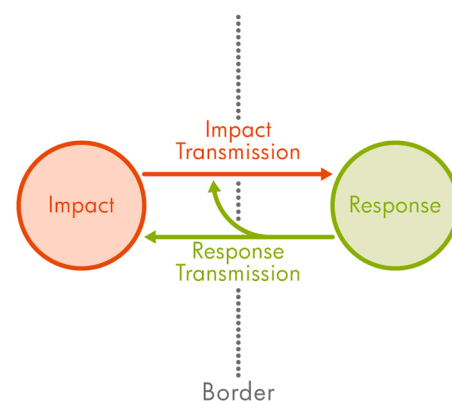 Impact
Transmission
Impact
Response
Response
Transmission
Border